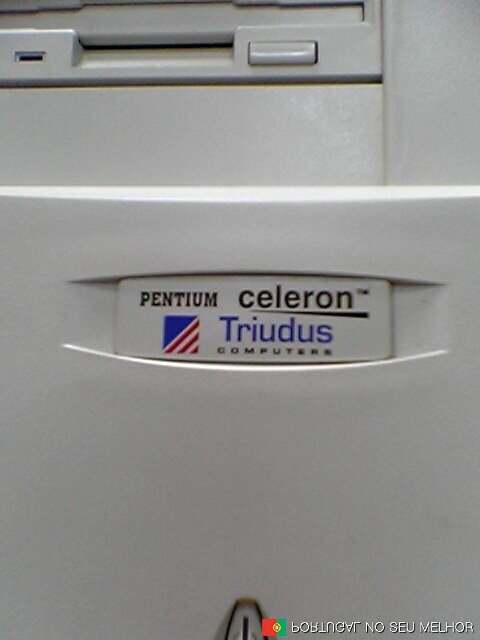 PENTIUM celeron™
Triudus
COMPUTERS
PORTUGAL NO SEU MELHOR